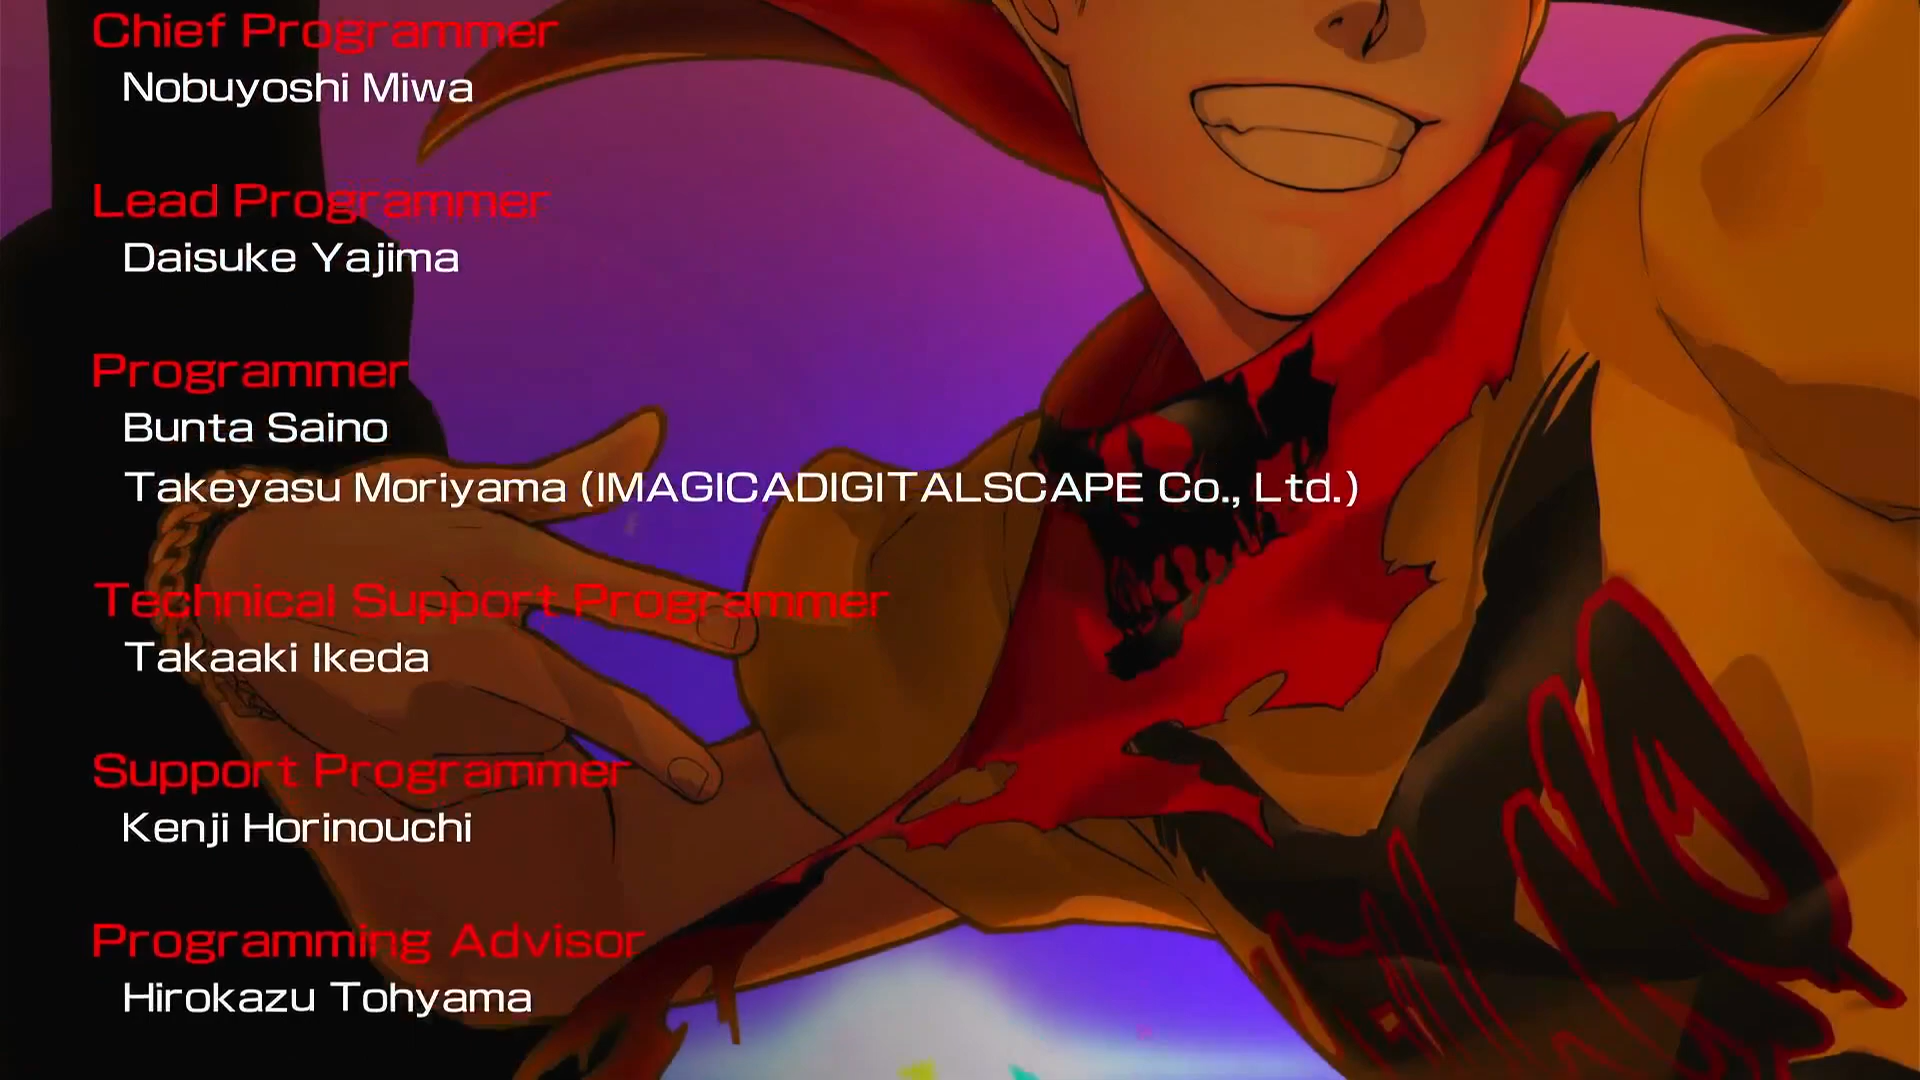 Chief Programmer
Nobuyoshi Miwa
Lead Programmer
Daisuke Yajima
Programmer
Bunta Saino
Takeyasu Moriyama (IMAGICADIGITALSCAPE Co., Ltd.)
Technical Support Programmer
Takaaki Ikeda
Support Programmer
Kenji Horinouchi
Programming Advisor
Hirokazu Tohyama